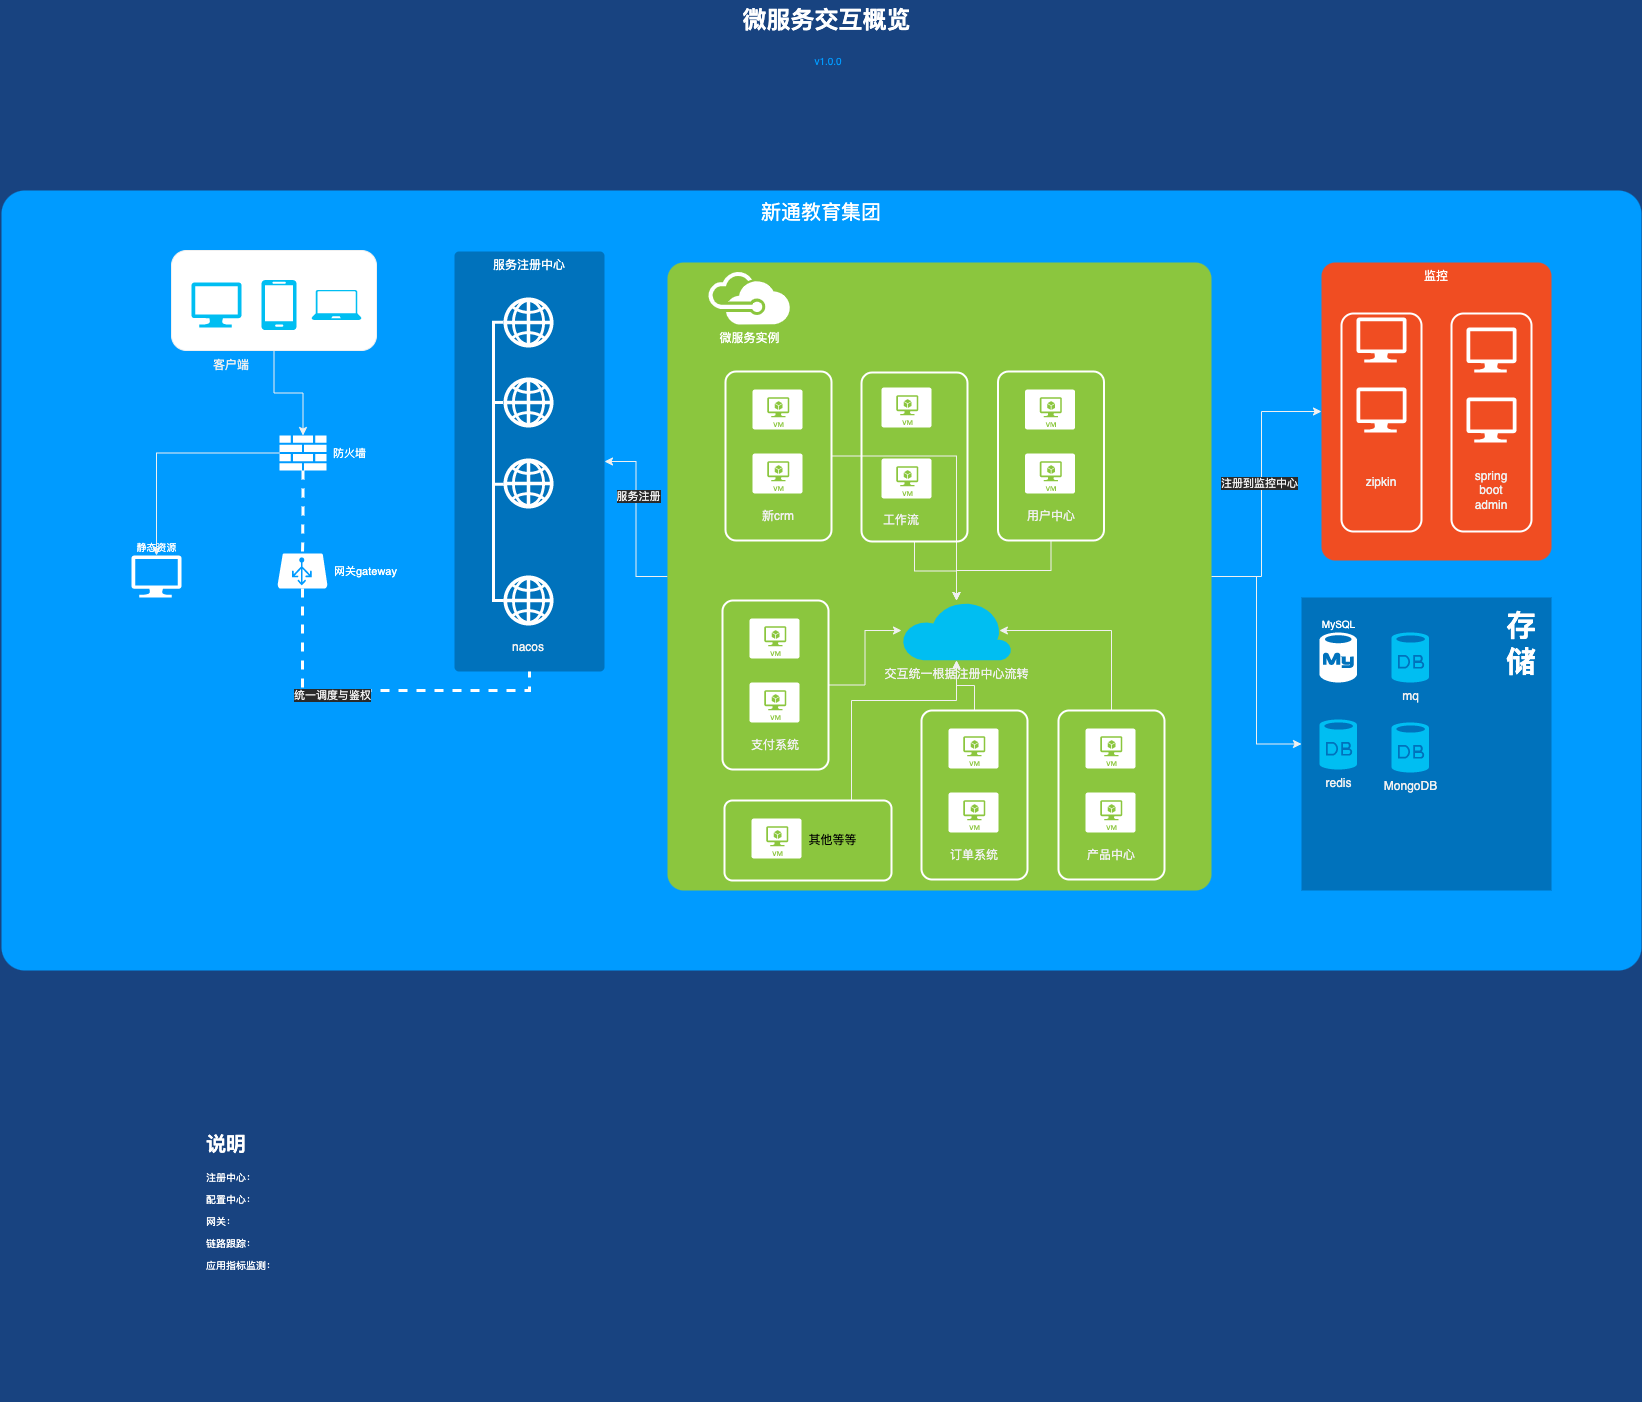 微服务交互概览
v1.0.0
新通教育集团
客户端
防火墙
静态资源
网关gateway
统一调度与鉴权
服务注册中心
nacos
服务注册
微服务实例
VM
VM
新crm
VM
VM
工作流
VM
VM
用户中心
VM
VM
支付系统
交互统一根据注册中心流转
VM
其他等等
VM
VM
订单系统
VM
VM
产品中心
注册到监控中心
监控
zipkin
spring
boot
admin
存
储
MySQL
My
DB
mq
DB
redis
DB
MongoDB
说明
注册中心：
配置中心：
网关：
链路跟踪：
应用指标监测：